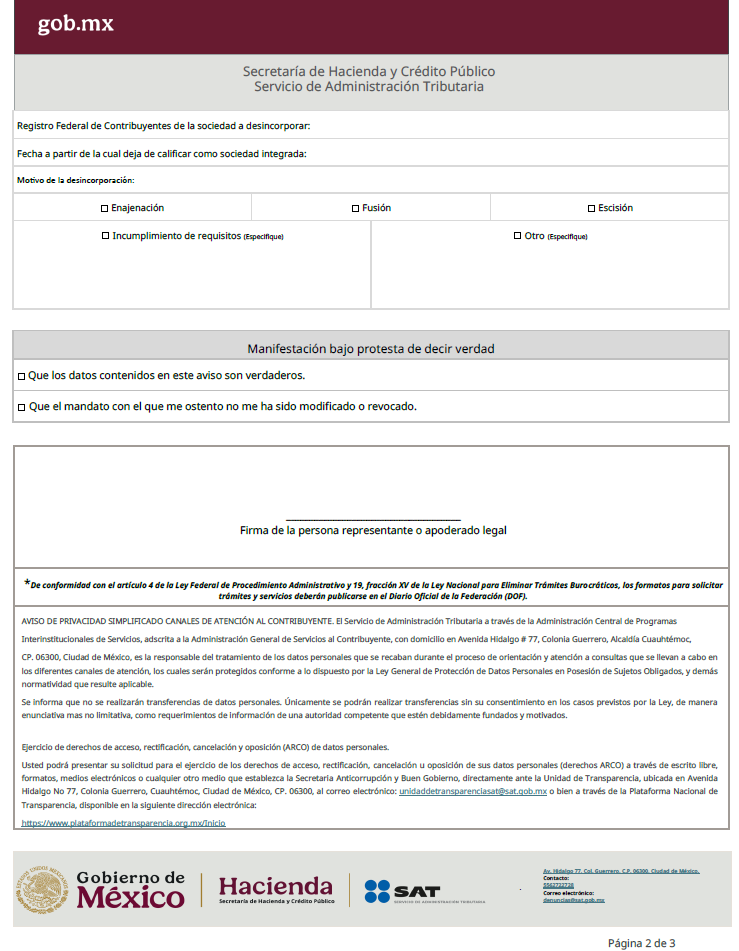 gob.mx
Secretaría de Hacienda y Crédito Público
Servicio de Administración Tributaria
Registro Federal de Contribuyentes de la sociedad a desincorporar:
Fecha a partir de la cual deja de calificar como sociedad integrada:
Motivo de la desincorporación:
☐ Enajenación ☐ Fusión ☐ Escisión
☐ Incumplimiento de requisitos (Especifique) ☐ Otro (Especifique)
Manifestación bajo protesta de decir verdad
☐ Que los datos contenidos en este aviso son verdaderos.
☐ Que el mandato con el que me ostento no me ha sido modificado o revocado.
Firma de la persona representante o apoderado legal
*De conformidad con el artículo 4 de la Ley Federal de Procedimiento Administrativo y 19, fracción XV de la Ley Nacional para Eliminar Trámites Burocráticos, los formatos para solicitar
trámites y servicios deberán publicarse en el Diario Oficial de la Federación (DOF).
AVISO DE PRIVACIDAD SIMPLIFICADO CANALES DE ATENCIÓN AL CONTRIBUYENTE. El Servicio de Administración Tributaria a través de la Administración Central de Programas
Interinstitucionales de Servicios, adscrita a la Administración General de Servicios al Contribuyente, con domicilio en Avenida Hidalgo # 77, Colonia Guerrero, Alcaldía Cuauhtémoc,
CP. 06300, Ciudad de México, es la responsable del tratamiento de los datos personales que se recaban durante el proceso de orientación y atención a consultas que se llevan a cabo en
los diferentes canales de atención, los cuales serán protegidos conforme a lo dispuesto por la Ley General de Protección de Datos Personales en Posesión de Sujetos Obligados, y demás
normatividad que resulte aplicable.
Se informa que no se realizarán transferencias de datos personales. Únicamente se podrán realizar transferencias sin su consentimiento en los casos previstos por la Ley, de manera
enunciativa mas no limitativa, como requerimientos de información de una autoridad competente que estén debidamente fundados y motivados.
Ejercicio de derechos de acceso, rectificación, cancelación y oposición (ARCO) de datos personales.
Usted podrá presentar su solicitud para el ejercicio de los derechos de acceso, rectificación, cancelación u oposición de sus datos personales (derechos ARCO) a través de escrito libre,
formatos, medios electrónicos o cualquier otro medio que establezca la Secretaria Anticorrupción y Buen Gobierno, directamente ante la Unidad de Transparencia, ubicada en Avenida
Hidalgo No 77, Colonia Guerrero, Cuauhtémoc, Ciudad de México, CP. 06300, al correo electrónico: unidaddetransparenciasat@sat.gob.mx o bien a través de la Plataforma Nacional de
Transparencia, disponible en la siguiente dirección electrónica:
https://www.plataformadetransparencia.org.mx/Inicio
Gobierno de
México
Hacienda
Secretaría de Hacienda y Crédito Público
SAT
SERVICIO DE ADMINISTRACIÓN TRIBUTARIA
Av. Hidalgo 77, Col. Guerrero, C.P. 06300, Ciudad de México.
Contacto:
5562722728
Correo electrónico:
denuncias@sat.gob.mx
Página 2 de 3